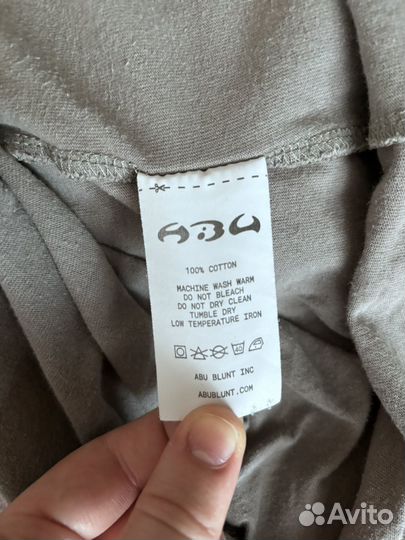 ABU
100% COTTON
MACHINE WASH WARM
DO NOT BLEACH
DO NOT DRY CLEAN
TUMBLE DRY
LOW TEMPERATURE IRON
40
ABU BLUNT INC
ABUBLUNT.COM
Avito